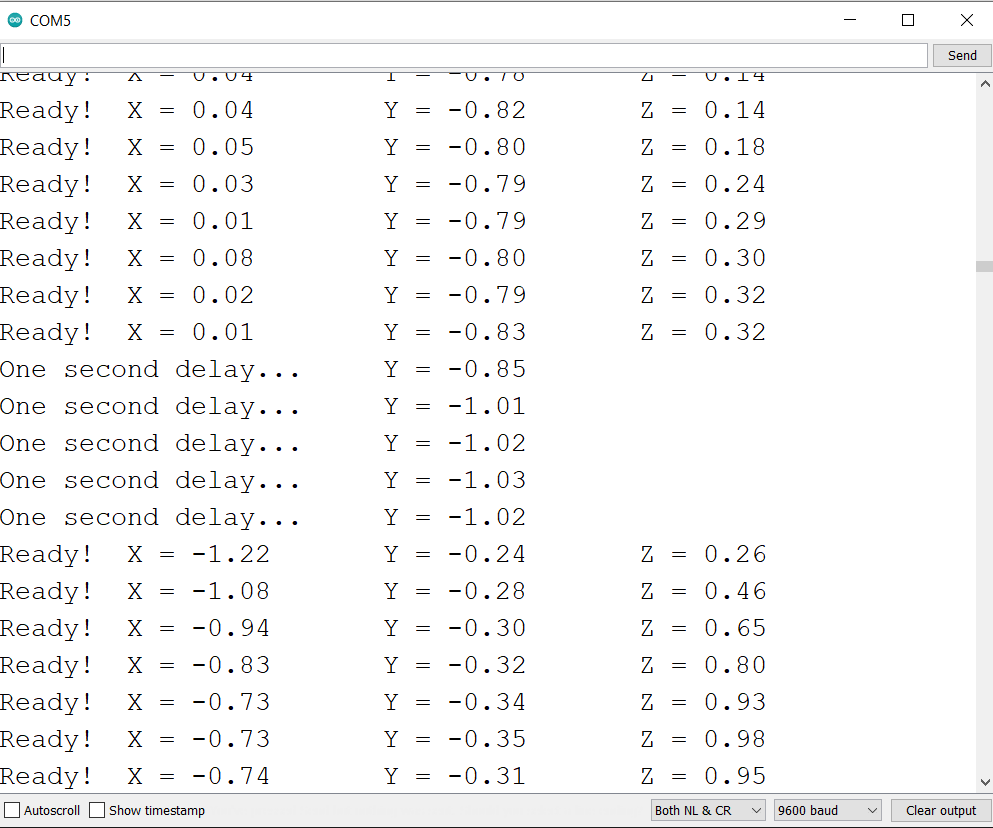 COM5
Send
Ready!  X = 0.04        Y = -0.78       Z = 0.14
Ready!  X = 0.04        Y = -0.82       Z = 0.14
Ready!  X = 0.05        Y = -0.80       Z = 0.18
Ready!  X = 0.03        Y = -0.79       Z = 0.24
Ready!  X = 0.01        Y = -0.79       Z = 0.29
Ready!  X = 0.08        Y = -0.80       Z = 0.30
Ready!  X = 0.02        Y = -0.79       Z = 0.32
Ready!  X = 0.01        Y = -0.83       Z = 0.32
One second delay...     Y = -0.85
One second delay...     Y = -1.01
One second delay...     Y = -1.02
One second delay...     Y = -1.03
One second delay...     Y = -1.02
Ready!  X = -1.22       Y = -0.24       Z = 0.26
Ready!  X = -1.08       Y = -0.28       Z = 0.46
Ready!  X = -0.94       Y = -0.30       Z = 0.65
Ready!  X = -0.83       Y = -0.32       Z = 0.80
Ready!  X = -0.73       Y = -0.34       Z = 0.93
Ready!  X = -0.73       Y = -0.35       Z = 0.98
Ready!  X = -0.74       Y = -0.31       Z = 0.95
Autoscroll Show timestamp Both NL & CR 9600 baud Clear output